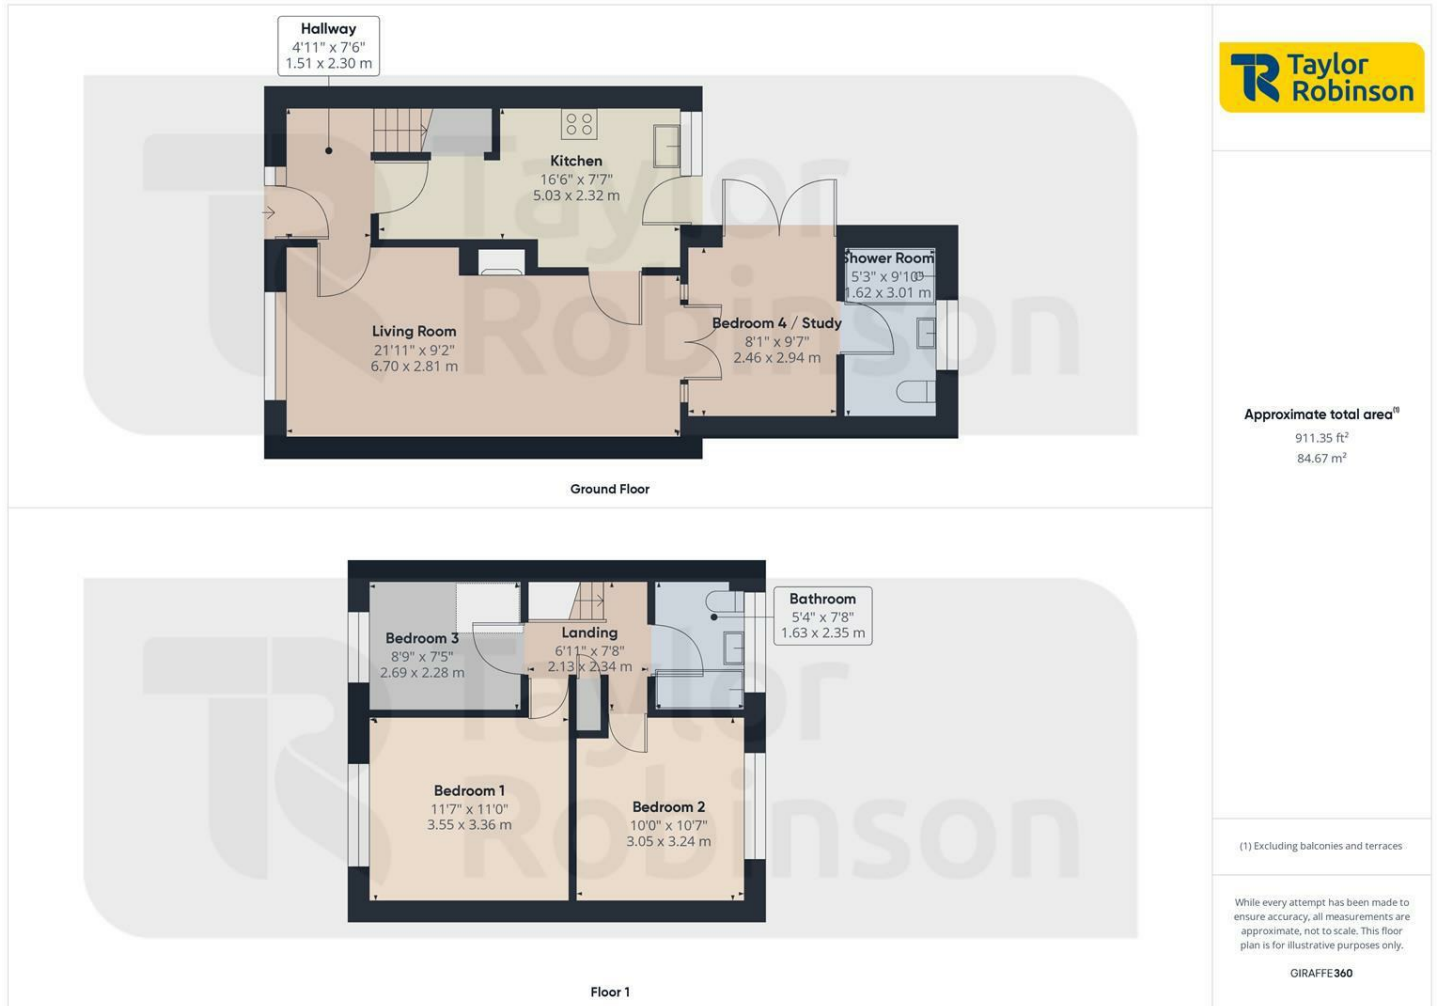 Hallway
4'11" x 7'6"
1.51 x 2.30 m
Kitchen
16'6" x 7'7"
5.03 x 2.32 m
Shower Room
5'3" x 9'10"
1.62 x 3.01 m
Living Room
21'11" x 9'2"
6.70 x 2.81 m
Bedroom 4 / Study
8'1" x 9'7"
2.46 x 2.94 m
Taylor
Robinson
Ground Floor
Bathroom
5'4" x 7'8"
1.63 x 2.35 m
Bedroom 3
8'9" x 7'5"
2.69 x 2.28 m
Landing
6'11" x 7'8"
2.13 x 2.34 m
Bedroom 1
11'7" x 11'0"
3.55 x 3.36 m
Bedroom 2
10'0" x 10'7"
3.05 x 3.24 m
Taylor
Robinson
Floor 1
TR Taylor
Robinson
Approximate total area⁽¹⁾
911.35 ft²
84.67 m²
(1) Excluding balconies and terraces
While every attempt has been made to
ensure accuracy, all measurements are
approximate, not to scale. This floor
plan is for illustrative purposes only.
GIRAFFE360